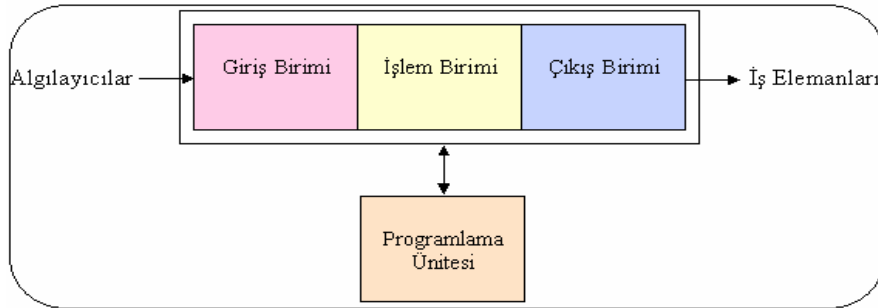 Algılayıcılar
Giriş Birimi
İşlem Birimi
Çıkış Birimi
İş Elemanları
Programlama
Ünitesi